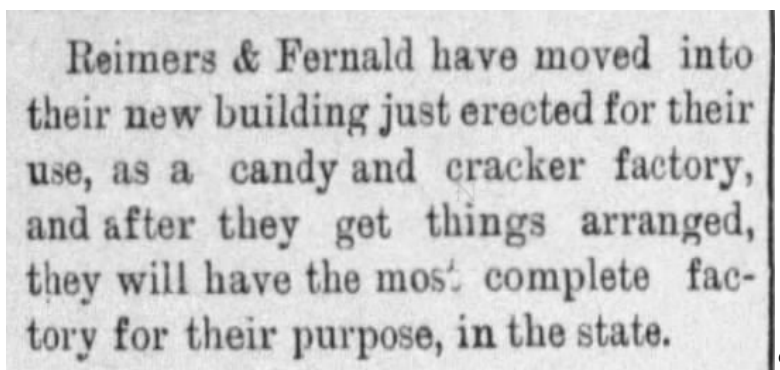 Reimers & Fernald have moved into
their new building just erected for their
use, as a candy and cracker factory,
and after they get things arranged,
they will have the most complete fac-
tory for their purpose, in the state.